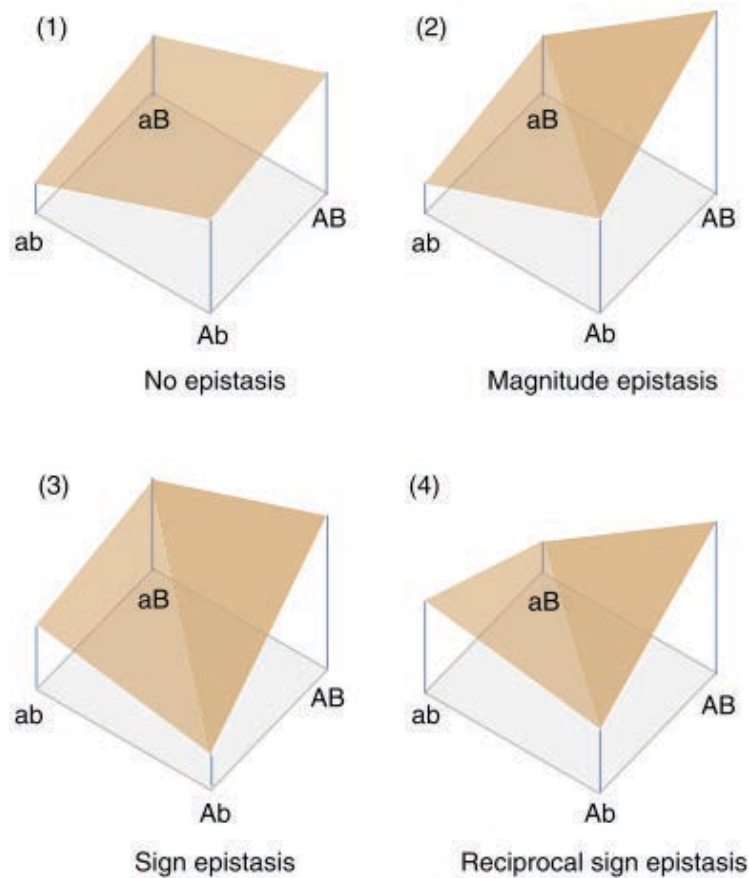 (1)
(2)
aB
aB
ab
AB
ab
AB
Ab
Ab
No epistasis
Magnitude epistasis
(3)
(4)
aB
aB
ab
AB
ab
AB
Ab
Ab
Sign epistasis
Reciprocal sign epistasis